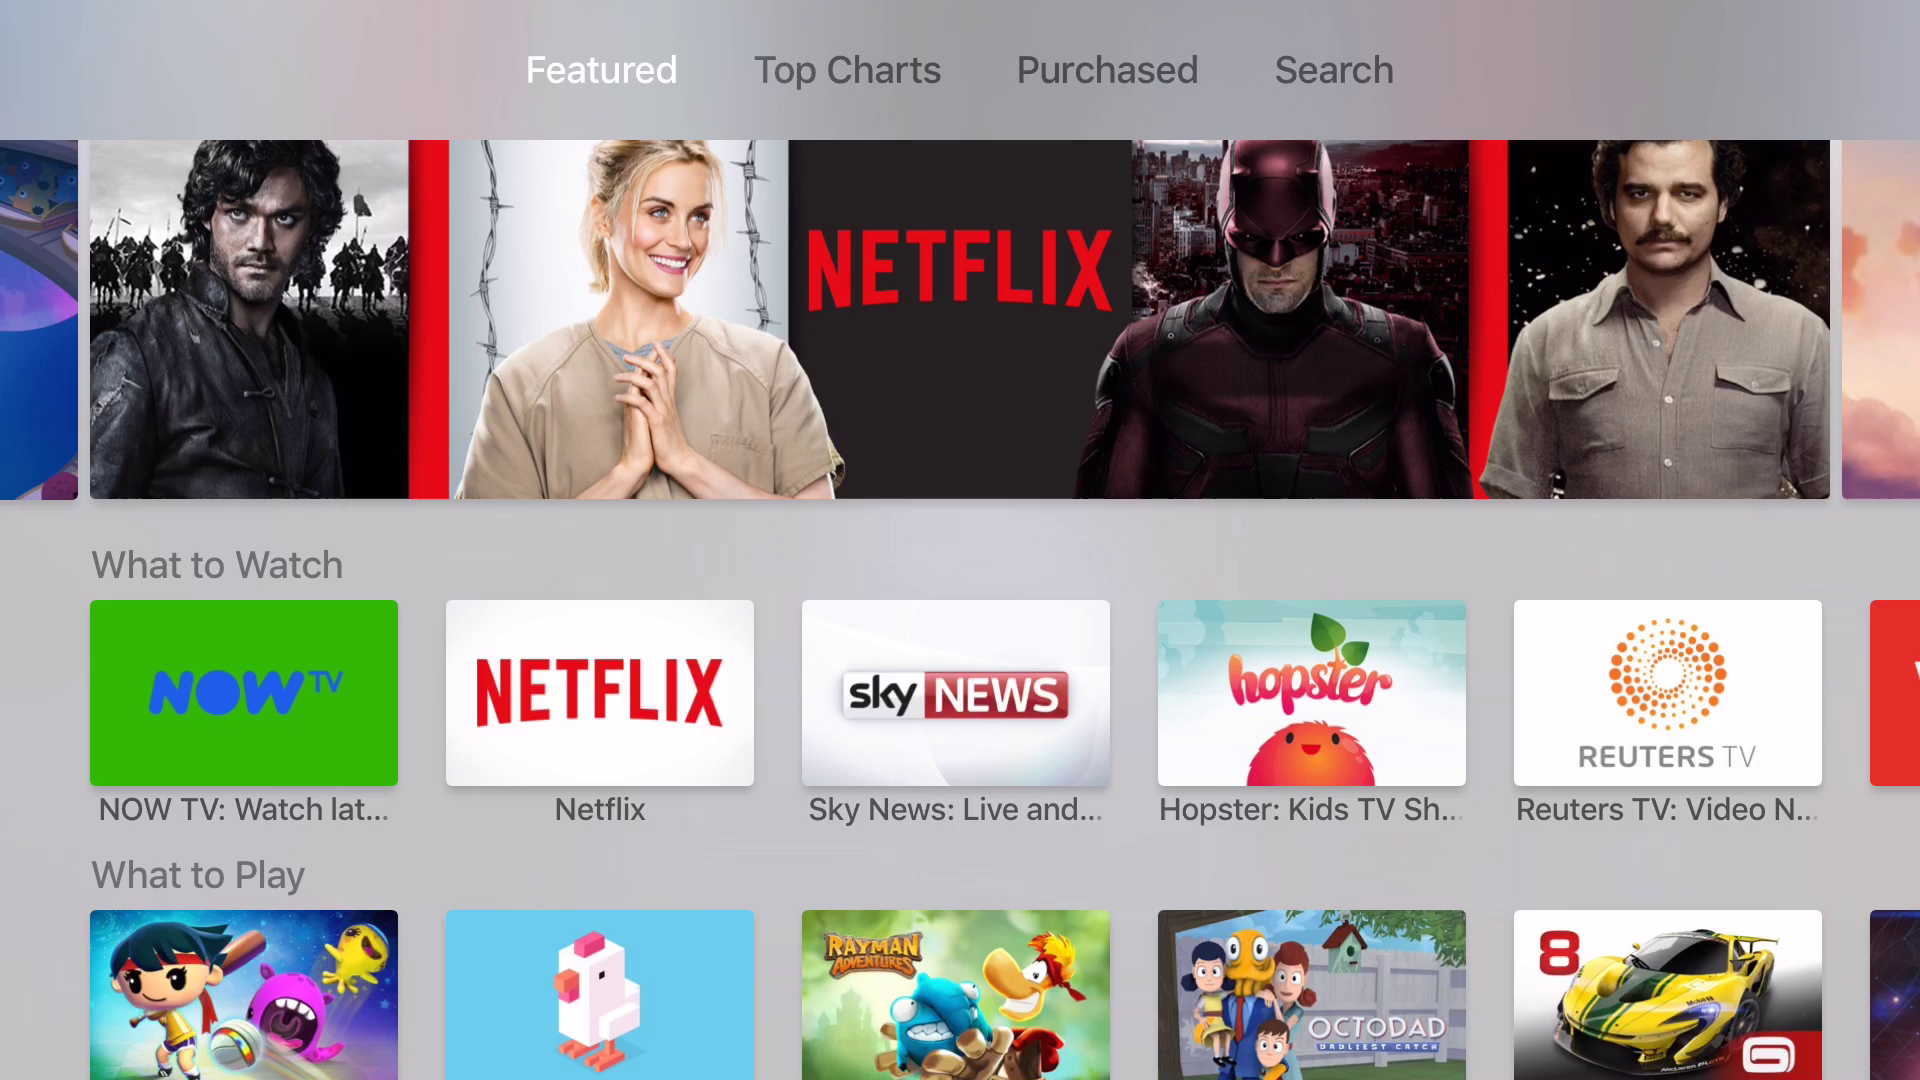 Featured
Top Charts
Purchased
Search
NETFLIX
What to Watch
NOW TV
NETFLIX
sky NEWS
hopster
REUTERS TV
NOW TV: Watch lat...
Netflix
Sky News: Live and...
Hopster: Kids TV Sh...
Reuters TV: Video N...
What to Play
RAYMAN
ADVENTURES
OCTODAD
DADLIEST CATCH
8